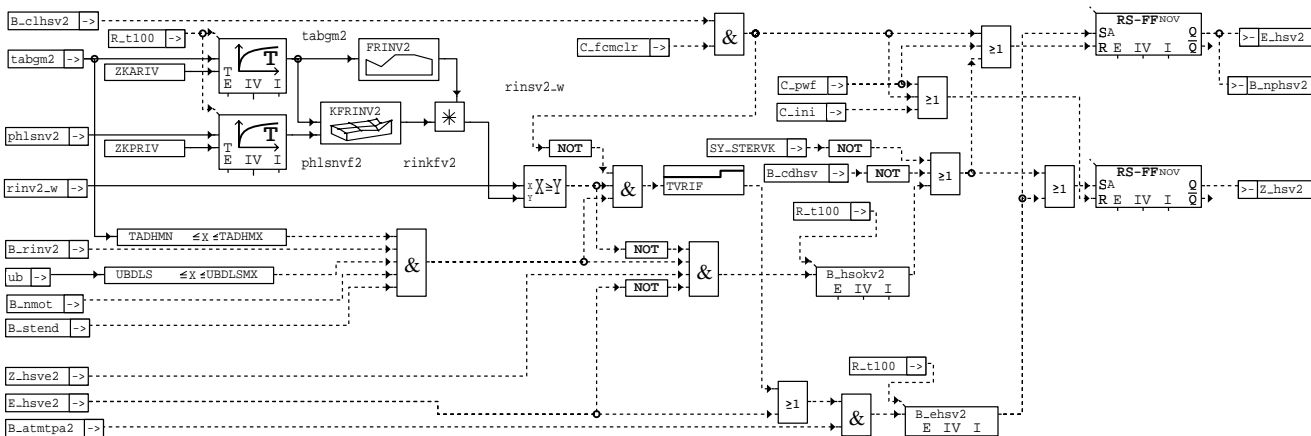 B_clhsv2 ->
R_t100 ->
tabgm2 ->
ZKARIV
T
T
E IV I
tabgm2
FRINV2
C_fcmclr ->
&
rinsv2_w
C_pwf ->
C_ini ->
≥1
≥1
RS-FF NOV
S A Q
R E IV I Q
>- E_hsv2
>- B_nphsv2
phlsnv2 ->
ZKPRIV
T
T
E IV I
KFRINV2
*
phlsnvf2
rinkfv2
rinv2_w ->
X X≥Y
Y
NOT
&
TVRIF
SY_STERVK ->
NOT
B_cdhsv ->
NOT
≥1
≥1
RS-FF NOV
S A Q
R E IV I Q
>- Z_hsv2
R_t100 ->
TADHMN ≤X ≤TADHMX
B_rinv2 ->
ub ->
UBDLS ≤X ≤UBDLSMX
&
NOT
NOT
&
B_hsokv2
E IV I
B_nmot ->
B_stend ->
Z_hsve2 ->
E_hsve2 ->
B_atmtpa2 ->
≥1
&
R_t100 ->
B_ehsv2
E IV I